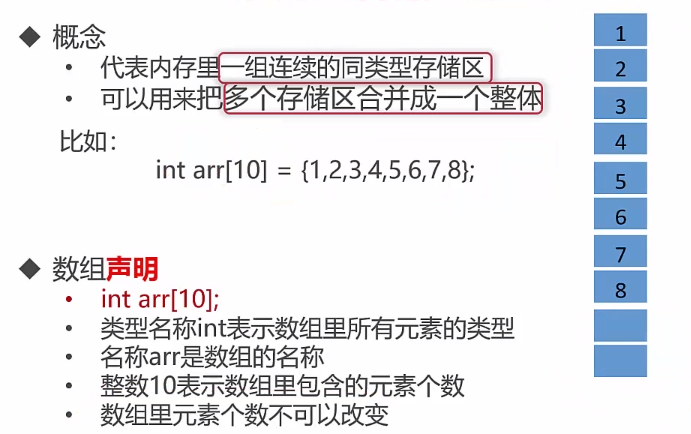 概念
代表内存里一组连续的同类型存储区
可以用来把多个存储区合并成一个整体
比如：
int arr[10] = {1,2,3,4,5,6,7,8};
数组声明
int arr[10];
类型名称int表示数组里所有元素的类型
名称arr是数组的名称
整数10表示数组里包含的元素个数
数组里元素个数不可以改变
1
2
3
4
5
6
7
8